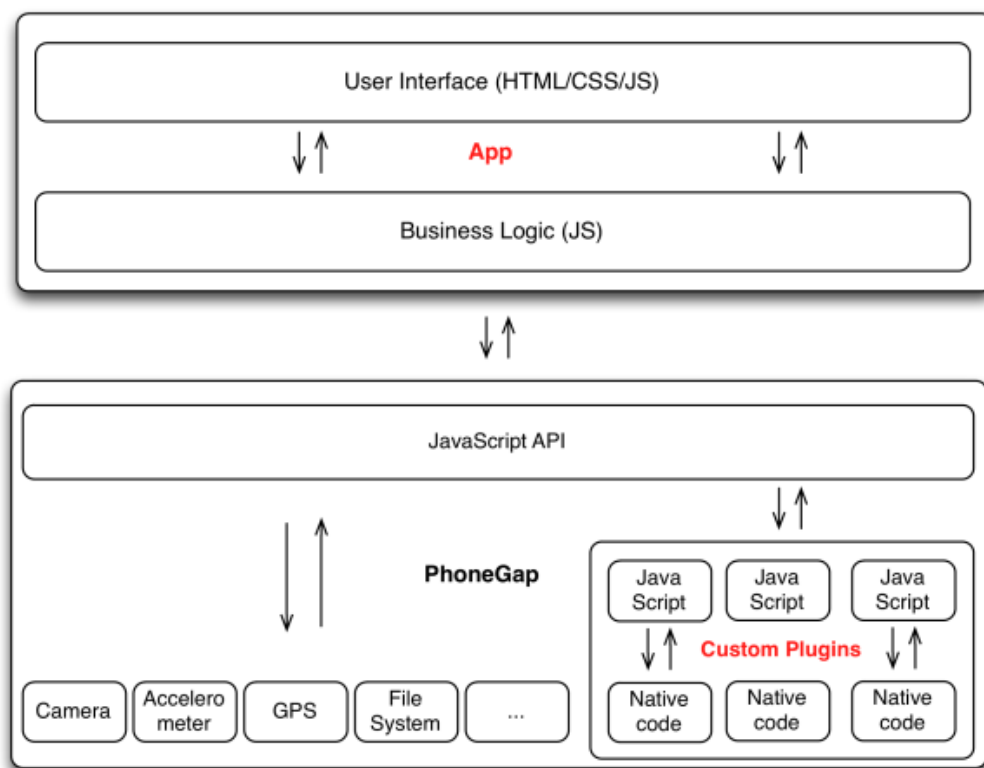 User Interface (HTML/CSS/JS)
App
Business Logic (JS)
JavaScript API
PhoneGap
Java
Script
Java
Script
Java
Script
Custom Plugins
Camera
Accelero
meter
GPS
File
System
...
Native
code
Native
code
Native
code